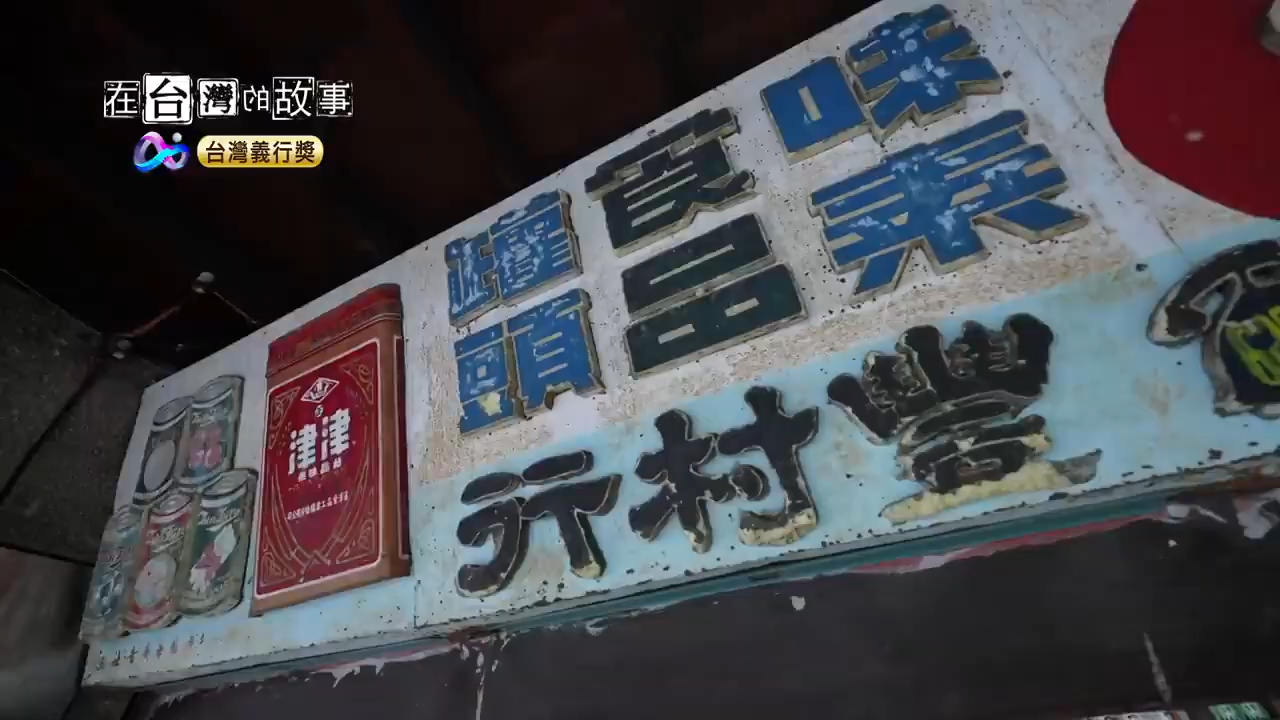 在台灣的故事
台灣義行獎
味素
食品
罐頭
豐村行
津津